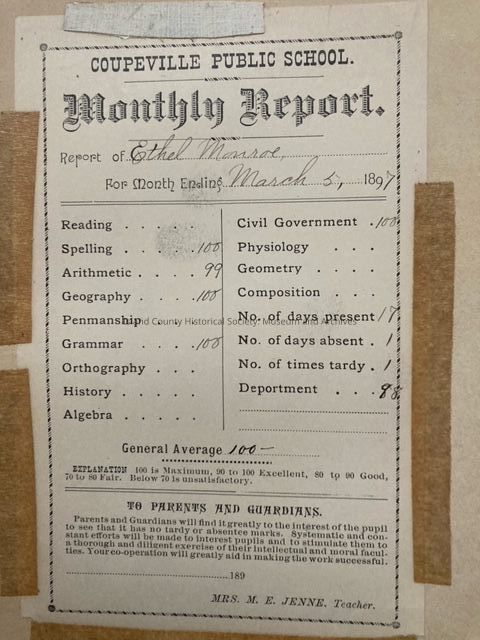 COUPEVILLE PUBLIC SCHOOL.
Monthly Report.
Report of Ethel Monroe,
For Month Ending March 5, 1897
Reading . . . . .
Spelling . . . . . 100
Arithmetic . . . . 99
Geography . . . . 100
Penmanship
Grammar . . . . 100
Orthography . . .
History . . . . .
Algebra . . . . .
Civil Government . 100
Physiology . . .
Geometry . . . .
Composition . . .
No. of days present 17
No. of days absent . 1
No. of times tardy . 1
Deportment . . . 98
Island County Historical Society: Museum and Archives
General Average 100-
EXPLANATION 100 is Maximum, 90 to 100 Excellent, 80 to 90 Good,
70 to 80 Fair. Below 70 is unsatisfactory.
TO PARENTS AND GUARDIANS.
Parents and Guardians will find it greatly to the interest of the pupil
to see that it has no tardy or absentee marks. Systematic and con-
stant efforts will be made to interest pupils and to stimulate them to
a thorough and diligent exercise of their intellectual and moral facul-
ties. Your co-operation will greatly aid in making the work successful.
189
MRS. M. E. JENNE, Teacher.